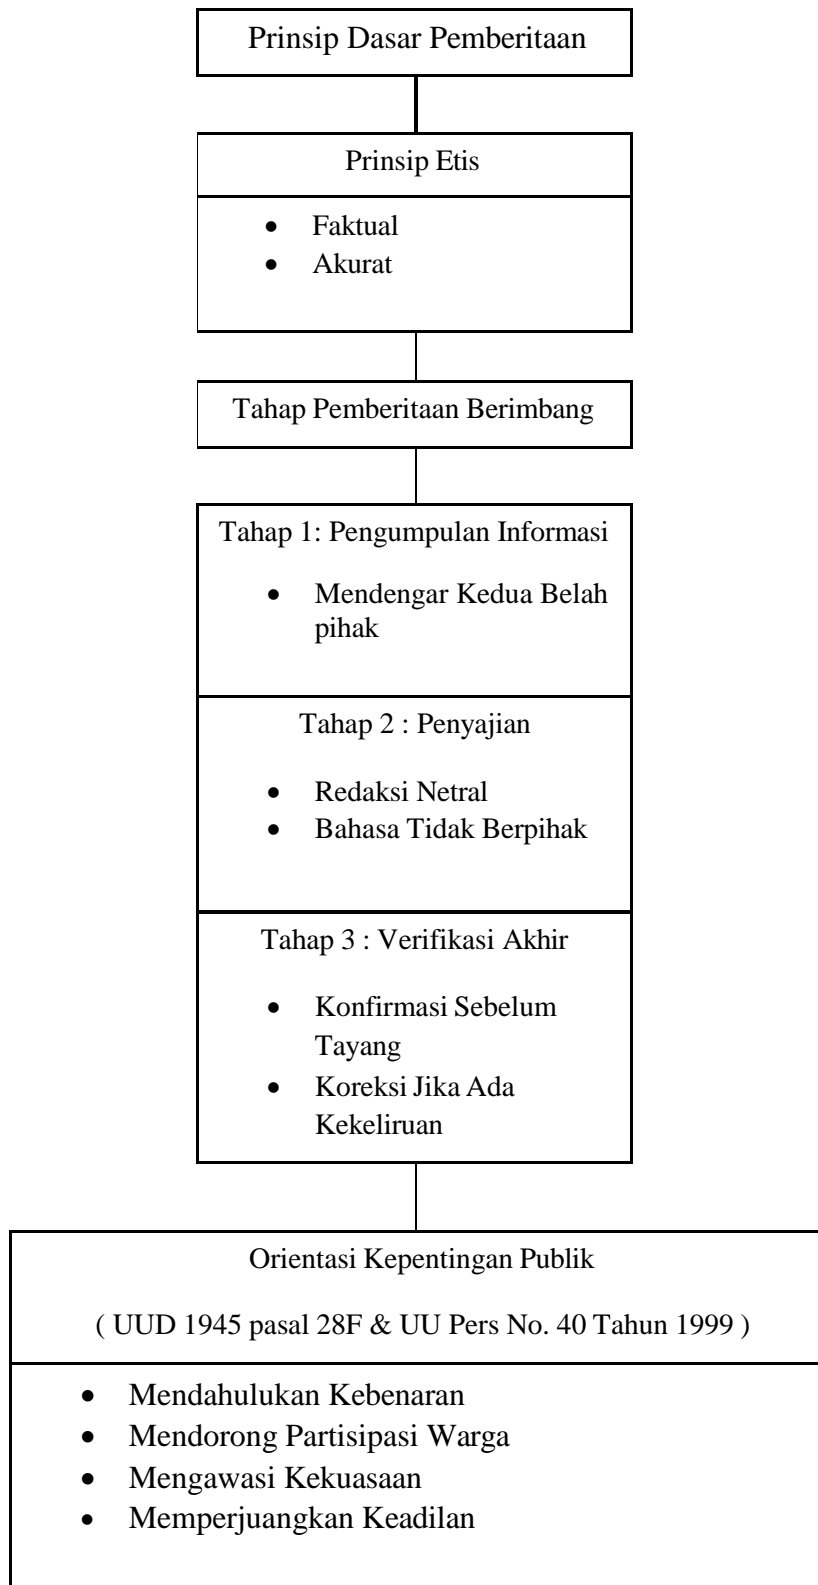 Prinsip Dasar Pemberitaan
Prinsip Etis
• Faktual
• Akurat
Tahap Pemberitaan Berimbang
Tahap 1: Pengumpulan Informasi
• Mendengar Kedua Belah
pihak
Tahap 2 : Penyajian
• Redaksi Netral
• Bahasa Tidak Berpihak
Tahap 3 : Verifikasi Akhir
• Konfirmasi Sebelum
Tayang
• Koreksi Jika Ada
Kekeliruan
Orientasi Kepentingan Publik
( UUD 1945 pasal 28F & UU Pers No. 40 Tahun 1999 )
• Mendahulukan Kebenaran
• Mendorong Partisipasi Warga
• Mengawasi Kekuasaan
• Memperjuangkan Keadilan